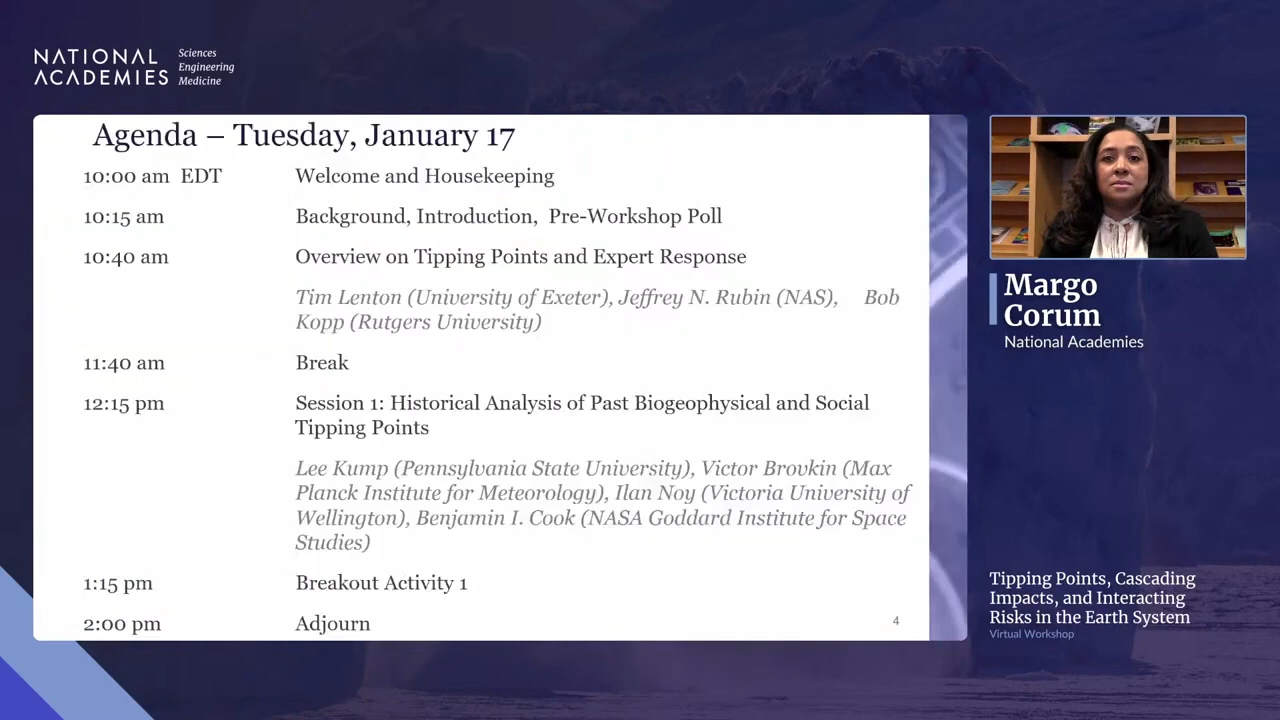 NATIONAL
ACADEMIES
Sciences
Engineering
Medicine
Agenda – Tuesday, January 17
10:00 am EDT Welcome and Housekeeping
10:15 am Background, Introduction, Pre-Workshop Poll
10:40 am Overview on Tipping Points and Expert Response
Tim Lenton (University of Exeter), Jeffrey N. Rubin (NAS), Bob
Kopp (Rutgers University)
11:40 am Break
12:15 pm Session 1: Historical Analysis of Past Biogeophysical and Social
Tipping Points
Lee Kump (Pennsylvania State University), Victor Brovkin (Max
Planck Institute for Meteorology), Ilan Noy (Victoria University of
Wellington), Benjamin I. Cook (NASA Goddard Institute for Space
Studies)
1:15 pm Breakout Activity 1
2:00 pm Adjourn
4
Margo
Corum
National Academies
Tipping Points, Cascading
Impacts, and Interacting
Risks in the Earth System
Virtual Workshop